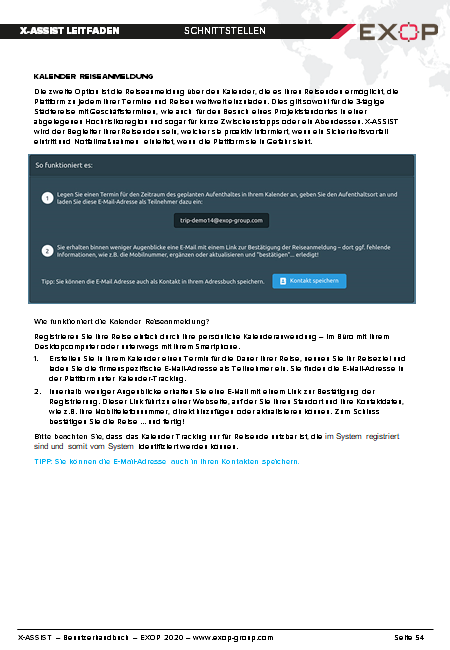 X-ASSIST LEITFADEN SCHNITTSTELLEN EXOP
KALENDER REISEANMELDUNG
Die zweite Option ist die Reiseanmeldung über den Kalender, die es Ihren Reisenden ermöglicht, die
Plattform zu jedem Ihrer Termine und Reisen weltweit einzuladen. Dies gilt sowohl für die 3-tägige
Städtereise mit Geschäftsterminen, wie auch für den Besuch eines Projektstandortes in einer
abgelegenen Hochrisikoregion und sogar für kurze Zwischenstopps oder ein Abendessen. X-ASSIST
wird der Begleiter Ihrer Reisenden sein, welcher sie proaktiv informiert, wenn ein Sicherheitsvorfall
eintritt und Notfallmaßnahmen einleitet, wenn die Plattform sie in Gefahr sieht.
So funktioniert es:
1 Legen Sie einen Termin für den Zeitraum des geplanten Aufenthaltes in Ihrem Kalender an, geben Sie den Aufenthaltsort an und
laden Sie diese E-Mail-Adresse als Teilnehmer dazu ein:
trip-demo14@exop-group.com
2 Sie erhalten binnen weniger Augenblicke eine E-Mail mit einem Link zur Bestätigung der Reiseanmeldung – dort ggf. fehlende
Informationen, wie z.B. die Mobilnummer, ergänzen oder aktualisieren und "bestätigen"... erledigt!
Tipp: Sie können die E-Mail Adresse auch als Kontakt in Ihrem Adressbuch speichern. Kontakt speichern
Wie funktioniert die Kalender Reiseanmeldung?
Registrieren Sie Ihre Reise einfach durch Ihre persönliche Kalenderanwendung – im Büro mit Ihrem
Desktopcomputer oder unterwegs mit Ihrem Smartphone.
1. Erstellen Sie in Ihrem Kalender einen Termin für die Dauer Ihrer Reise, nennen Sie Ihr Reiseziel und
laden Sie die firmenspezifische E-Mail-Adresse als Teilnehmer ein. Sie finden die E-Mail-Adresse in
der Plattform unter Kalender-Tracking.
2. Innerhalb weniger Augenblicke erhalten Sie eine E-Mail mit einem Link zur Bestätigung der
Registrierung. Dieser Link führt zu einer Webseite, auf der Sie Ihren Standort und Ihre Kontaktdaten,
wie z.B. Ihre Mobiltelefonnummer, direkt hinzufügen oder aktualisieren können. Zum Schluss
bestätigen Sie die Reise ... und fertig!
Bitte beachten Sie, dass das Kalender Tracking nur für Reisende nutzbar ist, die im System registriert
sind und somit vom System identifiziert werden können.
TIPP: Sie können die E-Mail-Adresse auch in Ihren Kontakten speichern.
X-ASSIST – Benutzerhandbuch – EXOP 2020 – www.exop-group.com Seite 54